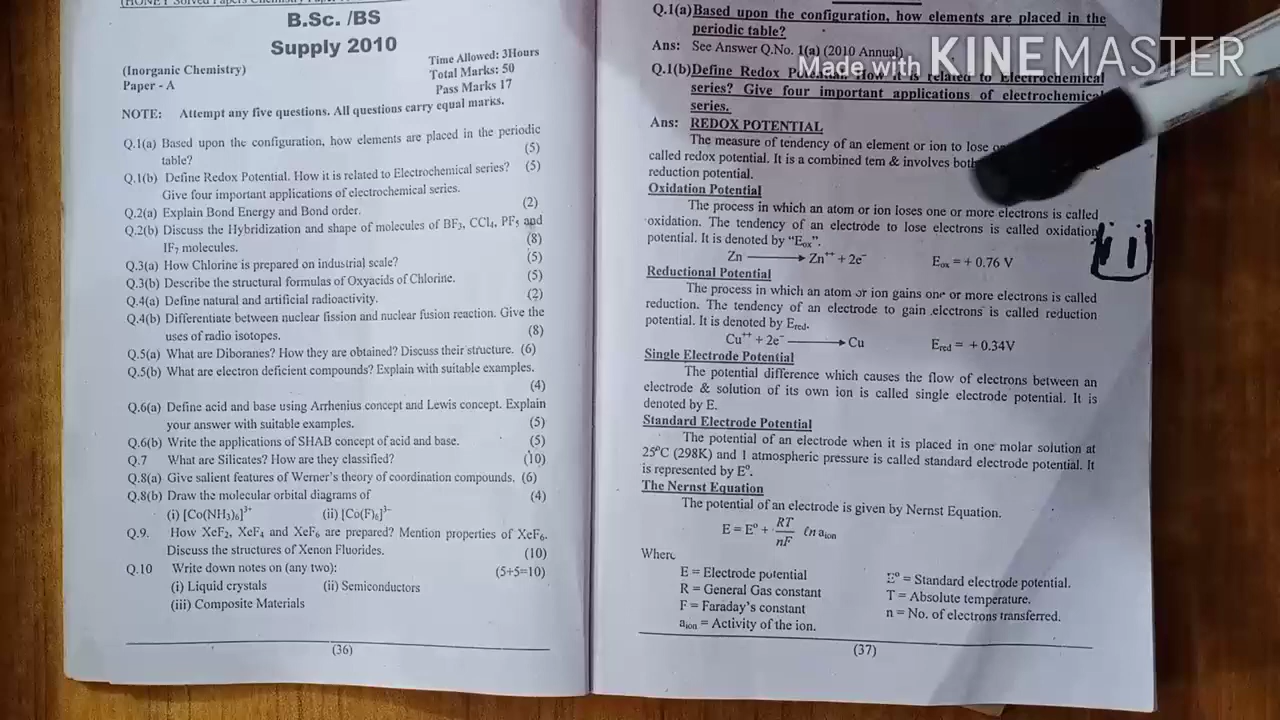 (HONEY Solved Papers Chemistry
B.Sc. /BS
Supply 2010
(Inorganic Chemistry)
Paper - A
Time Allowed: 3Hours
Total Marks: 50
Pass Marks 17
NOTE: Attempt any five questions. All questions carry equal marks.
Q.1(a) Based upon the configuration, how elements are placed in the periodic
table? (5)
Q.1(b) Define Redox Potential. How it is related to Electrochemical series? (5)
Give four important applications of electrochemical series.
Q.2(a) Explain Bond Energy and Bond order. (2)
Q.2(b) Discuss the Hybridization and shape of molecules of BF₃, CCl₄, PF₅ and
IF₇ molecules. (8)
Q.3(a) How Chlorine is prepared on industrial scale? (5)
Q.3(b) Describe the structural formulas of Oxyacids of Chlorine. (5)
Q.4(a) Define natural and artificial radioactivity. (2)
Q.4(b) Differentiate between nuclear fission and nuclear fusion reaction. Give the
uses of radio isotopes. (8)
Q.5(a) What are Diboranes? How they are obtained? Discuss their structure. (6)
Q.5(b) What are electron deficient compounds? Explain with suitable examples.
(4)
Q.6(a) Define acid and base using Arrhenius concept and Lewis concept. Explain
your answer with suitable examples. (5)
Q.6(b) Write the applications of SHAB concept of acid and base. (5)
Q.7 What are Silicates? How are they classified? (10)
Q.8(a) Give salient features of Werner's theory of coordination compounds. (6)
Q.8(b) Draw the molecular orbital diagrams of (4)
(i) [Co(NH₃)₆]³⁺ (ii) [Co(F)₆]³⁻
Q.9. How XeF₂, XeF₄ and XeF₆ are prepared? Mention properties of XeF₆.
Discuss the structures of Xenon Fluorides. (10)
Q.10 Write down notes on (any two): (5+5=10)
(i) Liquid crystals (ii) Semiconductors
(iii) Composite Materials
(36)
Q.1(a) Based upon the configuration, how elements are placed in the
periodic table?
Ans: See Answer Q.No. 1(a) (2010 Annual)
Made with KINEMASTER
Q.1(b) Define Redox How it is related to Electrochemical
series? Give four important applications of electrochemical
series.
Ans: REDOX POTENTIAL
The measure of tendency of an element or ion to lose
called redox potential. It is a combined tem & involves both
reduction potential.
Oxidation Potential
The process in which an atom or ion loses one or more electrons is called
oxidation. The tendency of an electrode to lose electrons is called oxidation
potential. It is denoted by "Eₒₓ".
Zn ⟶ Zn⁺⁺ + 2e⁻ Eₒₓ = + 0.76 V
Reductional Potential
The process in which an atom or ion gains one or more electrons is called
reduction. The tendency of an electrode to gain electrons is called reduction
potential. It is denoted by E_red.
Cu⁺⁺ + 2e⁻ ⟶ Cu E_red = + 0.34V
Single Electrode Potential
The potential difference which causes the flow of electrons between an
electrode & solution of its own ion is called single electrode potential. It is
denoted by E.
Standard Electrode Potential
The potential of an electrode when it is placed in one molar solution at
25°C (298K) and 1 atmospheric pressure is called standard electrode potential. It
is represented by E°.
The Nernst Equation
The potential of an electrode is given by Nernst Equation.
E = E° + RT/nF ℓn a_ion
Where
E = Electrode potential E° = Standard electrode potential.
R = General Gas constant T = Absolute temperature.
F = Faraday's constant n = No. of electrons transferred.
a_ion = Activity of the ion.
(37)